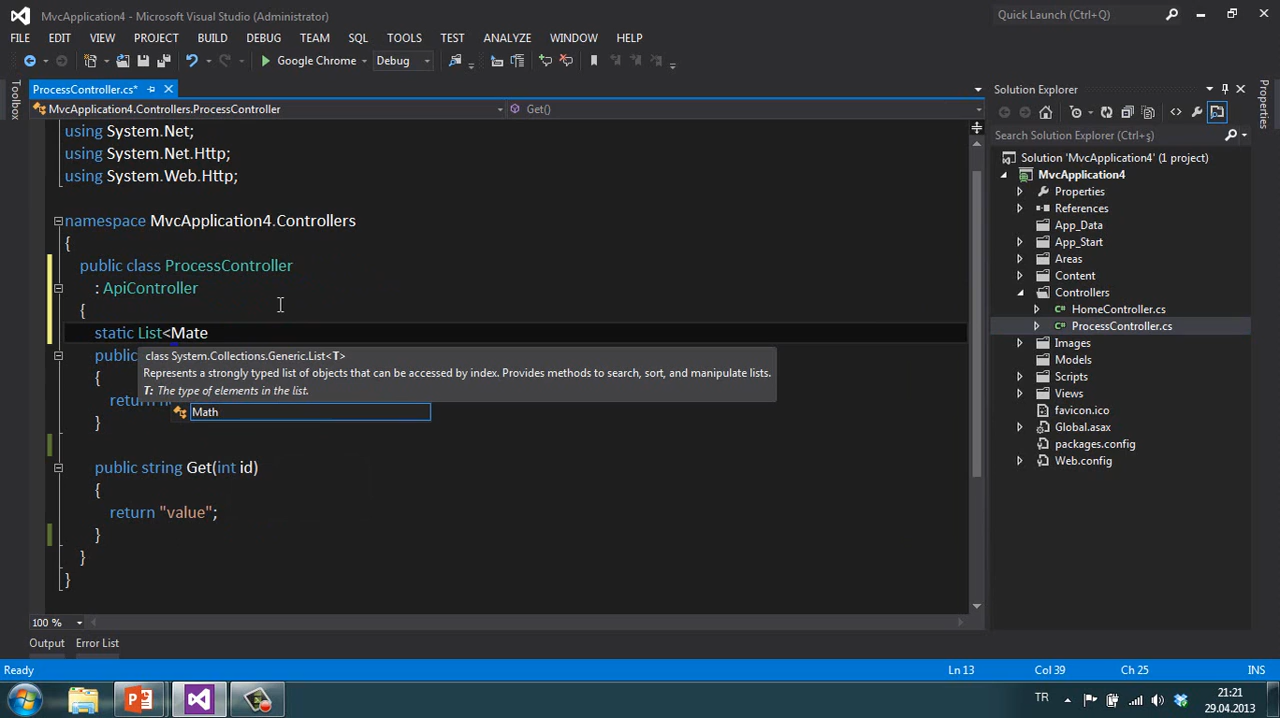 MvcApplication4 - Microsoft Visual Studio (Administrator)
Quick Launch (Ctrl+Q)
FILE EDIT VIEW PROJECT BUILD DEBUG TEAM SQL TOOLS TEST ANALYZE WINDOW HELP
Google Chrome Debug
Toolbox
ProcessController.cs*
MvcApplication4.Controllers.ProcessController
Get()
using System.Net;
using System.Net.Http;
using System.Web.Http;
namespace MvcApplication4.Controllers
{
public class ProcessController
: ApiController
{
static List<Mate
public
class System.Collections.Generic.List<T>
Represents a strongly typed list of objects that can be accessed by index. Provides methods to search, sort, and manipulate lists.
T: The type of elements in the list.
{
return n
Math
}
public string Get(int id)
{
return "value";
}
}
}
100 %
Output Error List
Solution Explorer
Search Solution Explorer (Ctrl+ş)
Solution 'MvcApplication4' (1 project)
MvcApplication4
Properties
References
App_Data
App_Start
Areas
Content
Controllers
HomeController.cs
ProcessController.cs
Images
Models
Scripts
Views
favicon.ico
Global.asax
packages.config
Web.config
Properties
Ready
Ln 13 Col 39 Ch 25 INS
TR
21:21
29.04.2013